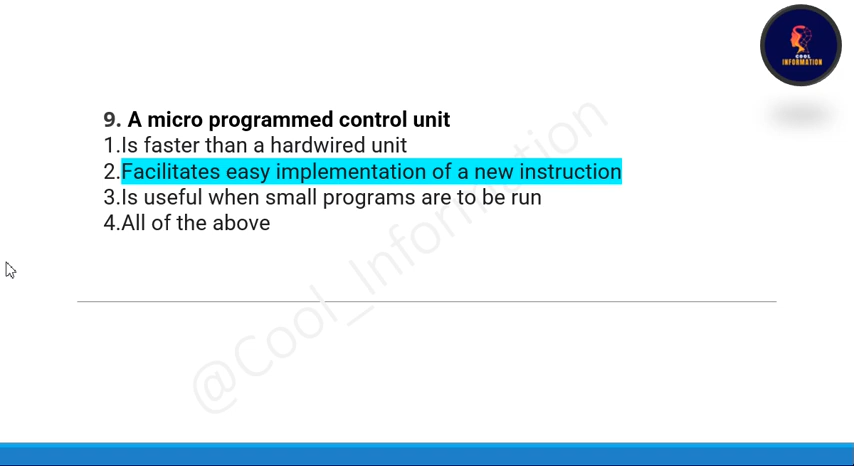 COOL
INFORMATION
9. A micro programmed control unit
1.Is faster than a hardwired unit
2.Facilitates easy implementation of a new instruction
3.Is useful when small programs are to be run
4.All of the above
@Cool_Information